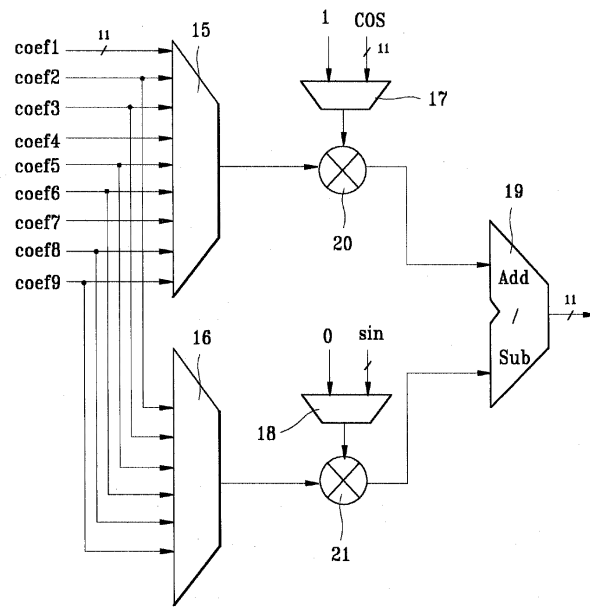 coef1
11
coef2
coef3
coef4
coef5
coef6
coef7
coef8
coef9
15
1
COS
11
17
20
16
0
sin
18
21
19
Add
/
Sub
11